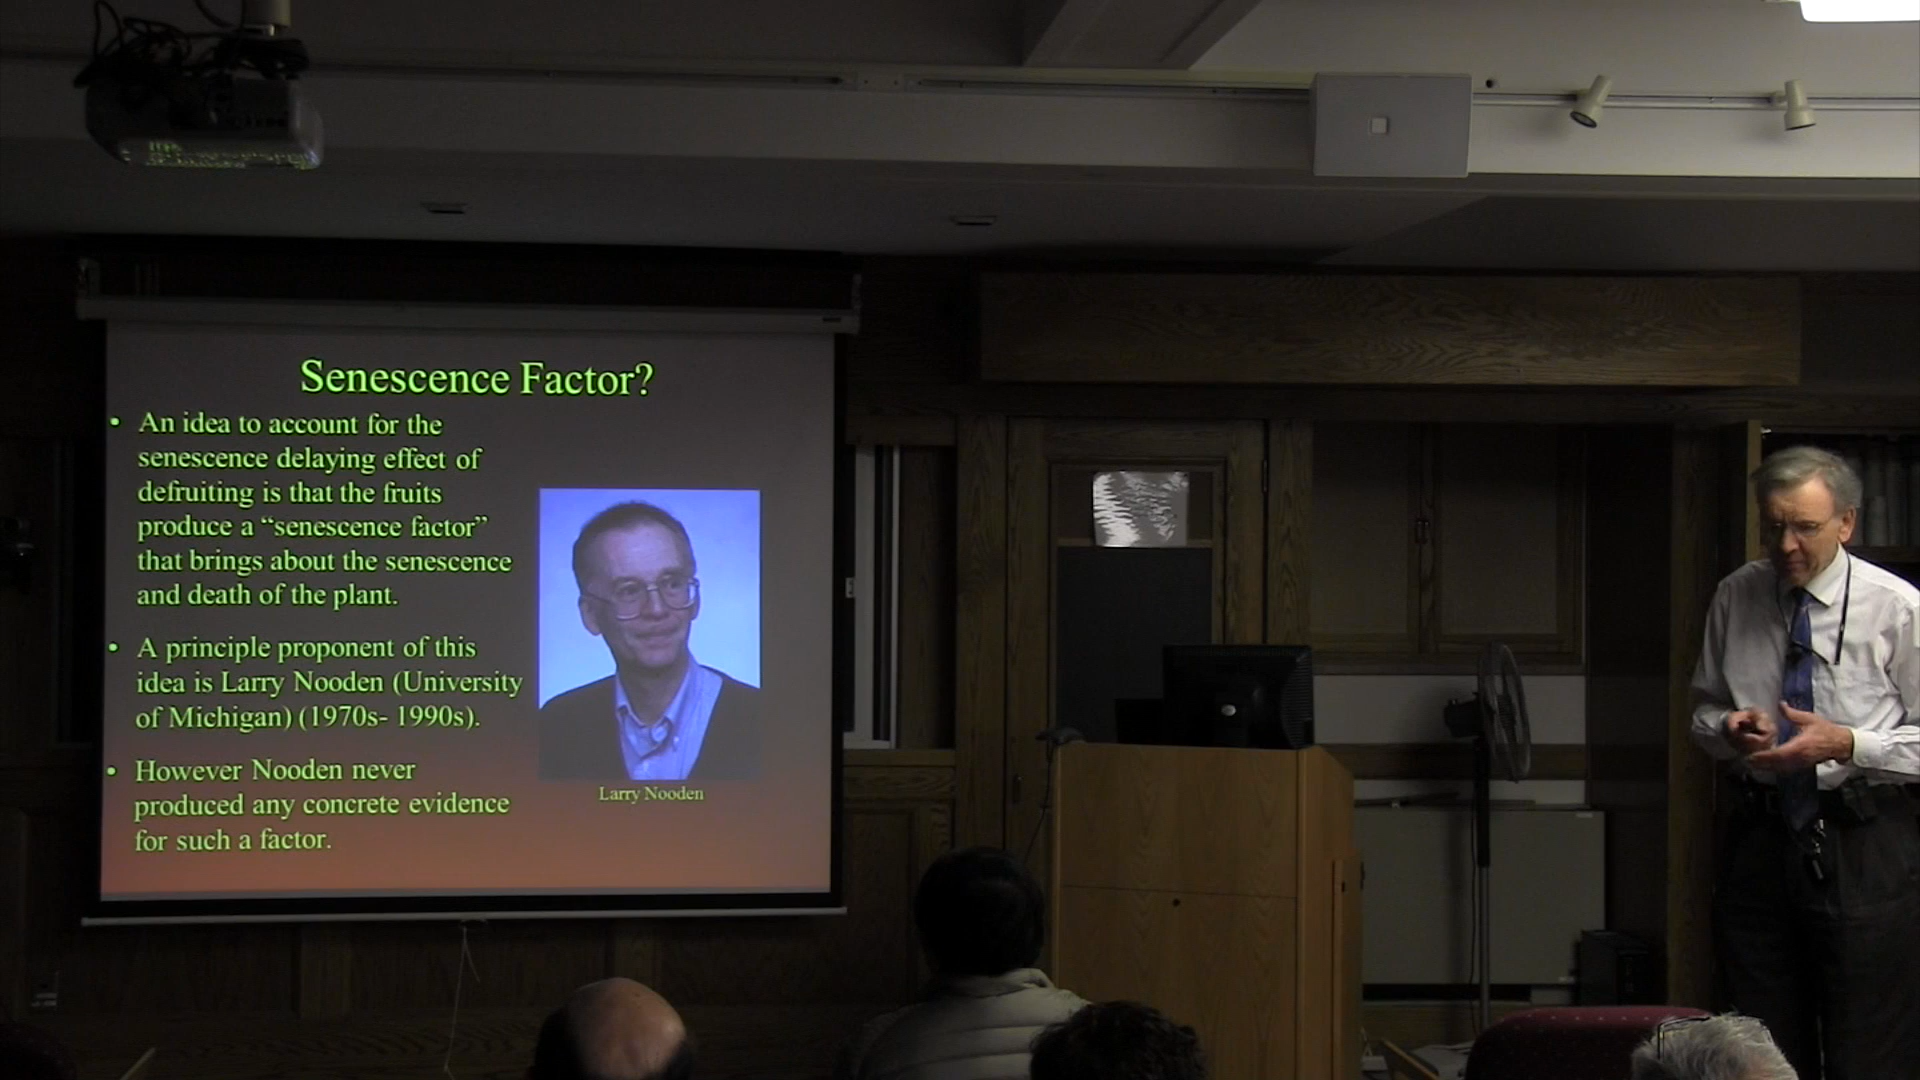 Senescence Factor?
• An idea to account for the
senescence delaying effect of
defruiting is that the fruits
produce a “senescence factor”
that brings about the senescence
and death of the plant.
• A principle proponent of this
idea is Larry Nooden (University
of Michigan) (1970s- 1990s).
• However Nooden never
produced any concrete evidence
for such a factor.
Larry Nooden